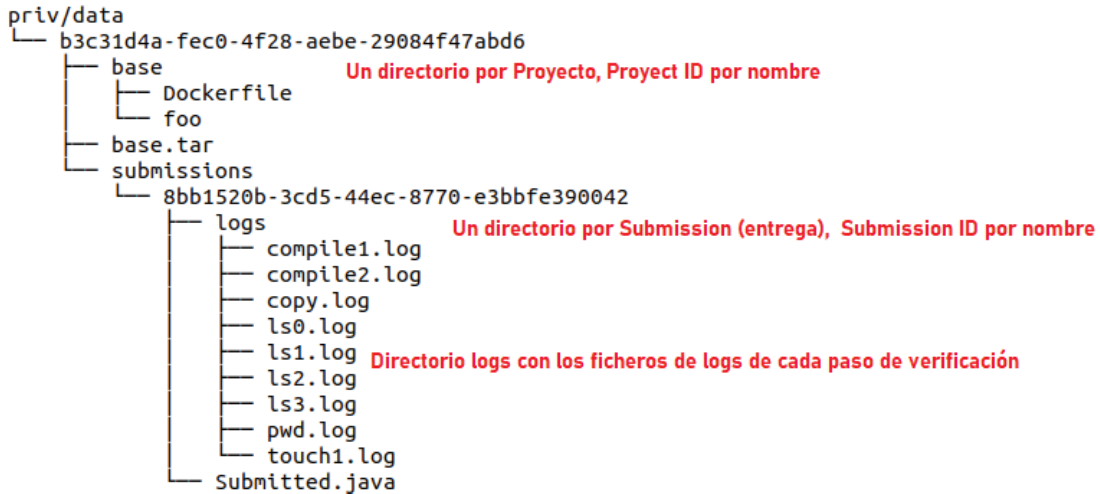 priv/data
└── b3c31d4a-fec0-4f28-aebe-29084f47abd6
├── base
Un directorio por Proyecto, Proyect ID por nombre
│   ├── Dockerfile
│   └── foo
├── base.tar
└── submissions
└── 8bb1520b-3cd5-44ec-8770-e3bbfe390042
├── logs
Un directorio por Submission (entrega), Submission ID por nombre
│   ├── compile1.log
│   ├── compile2.log
│   ├── copy.log
│   ├── ls0.log
│   ├── ls1.log
Directorio logs con los ficheros de logs de cada paso de verificación
│   ├── ls2.log
│   ├── ls3.log
│   ├── pwd.log
│   └── touch1.log
└── Submitted.java